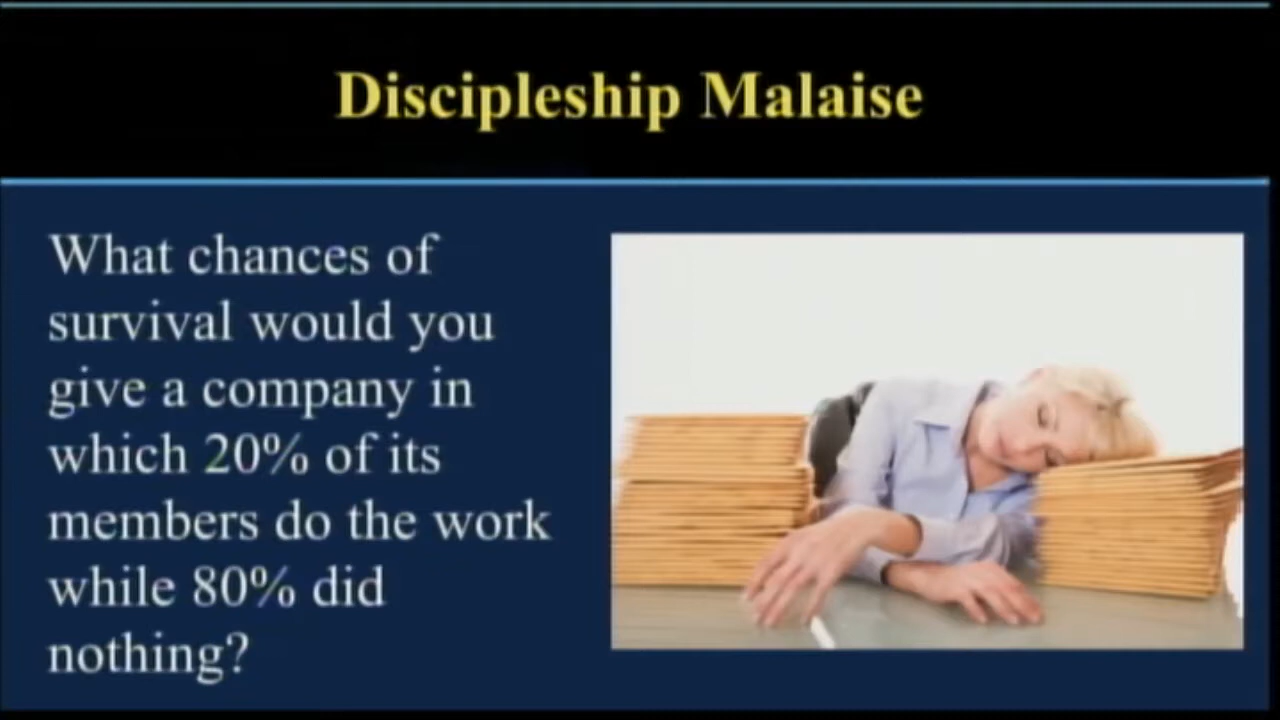 Discipleship Malaise
What chances of
survival would you
give a company in
which 20% of its
members do the work
while 80% did
nothing?